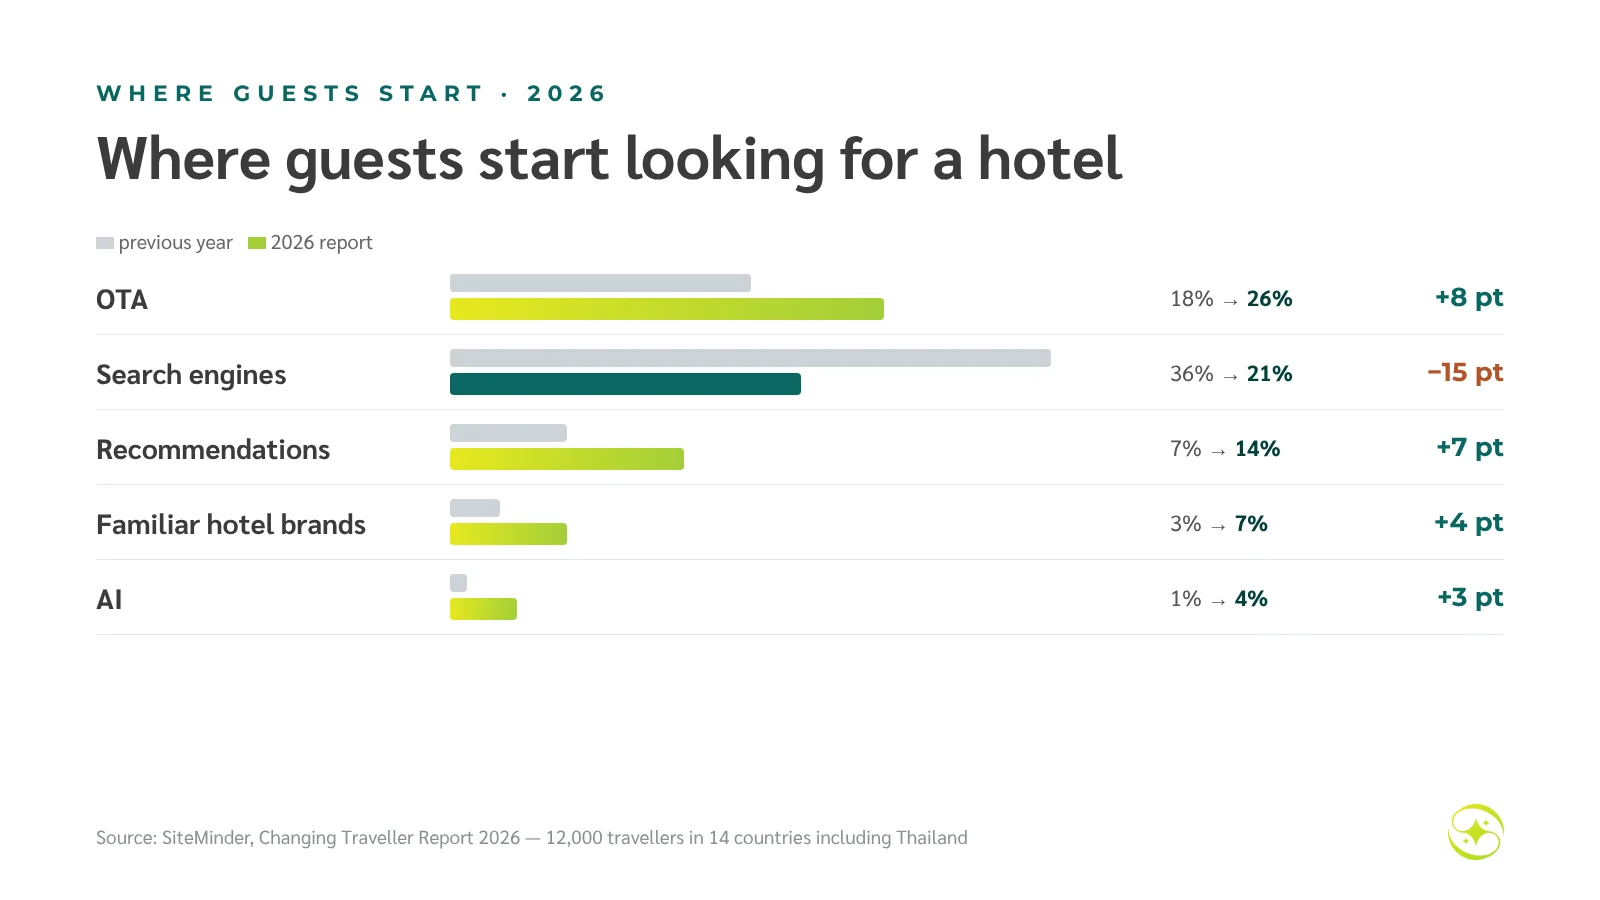 WHERE GUESTS START · 2026
Where guests start looking for a hotel
previous year 2026 report
OTA 18% → 26% +8 pt
Search engines 36% → 21% −15 pt
Recommendations 7% → 14% +7 pt
Familiar hotel brands 3% → 7% +4 pt
AI 1% → 4% +3 pt
Source: SiteMinder, Changing Traveller Report 2026 — 12,000 travellers in 14 countries including Thailand